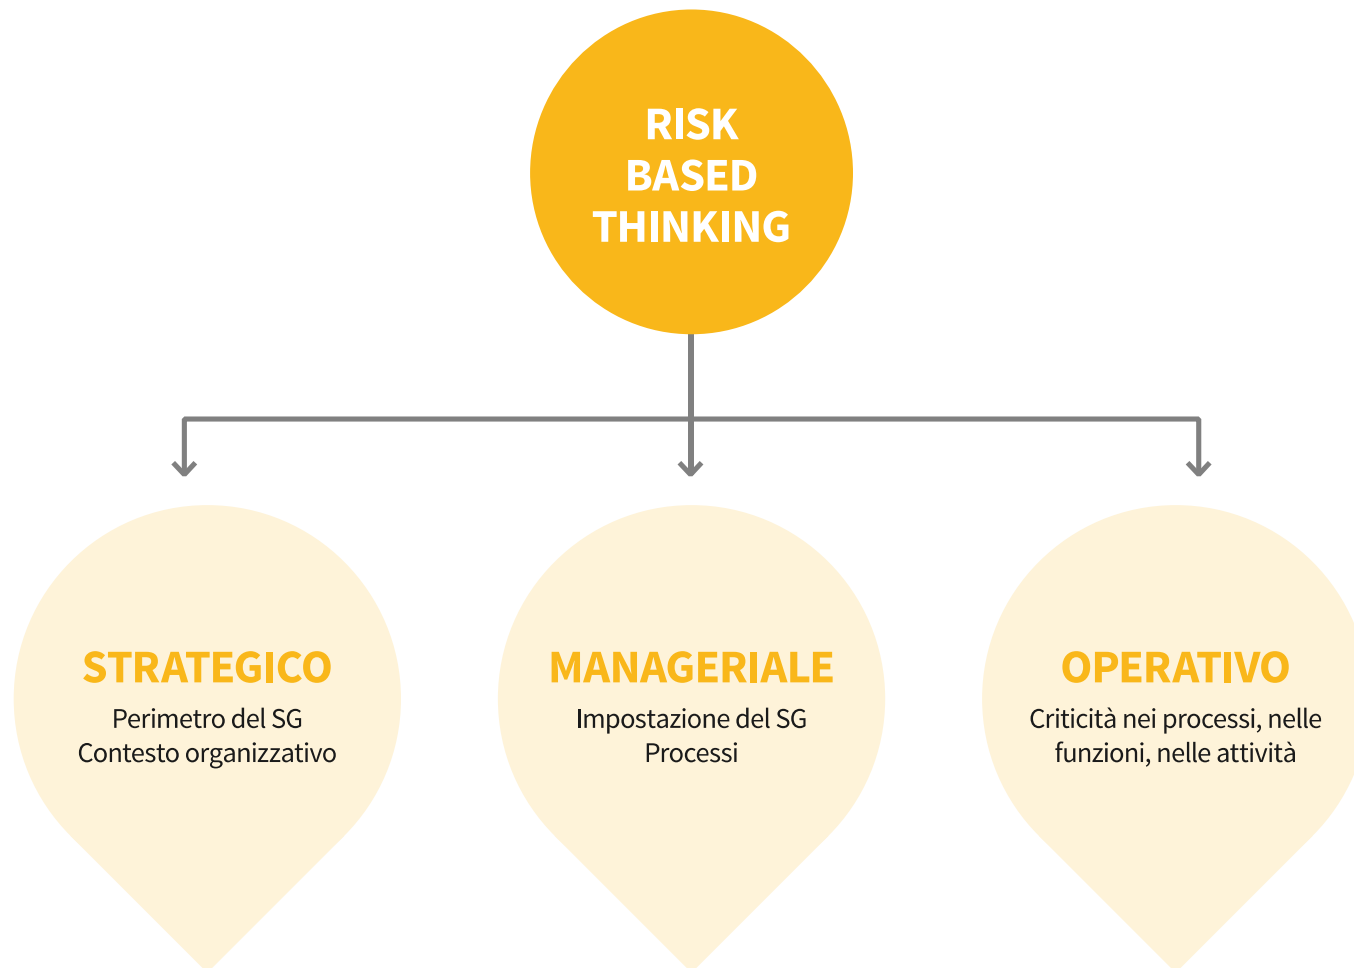 RISK
BASED
THINKING
STRATEGICO
Perimetro del SG
Contesto organizzativo
MANAGERIALE
Impostazione del SG
Processi
OPERATIVO
Criticità nei processi, nelle
funzioni, nelle attività